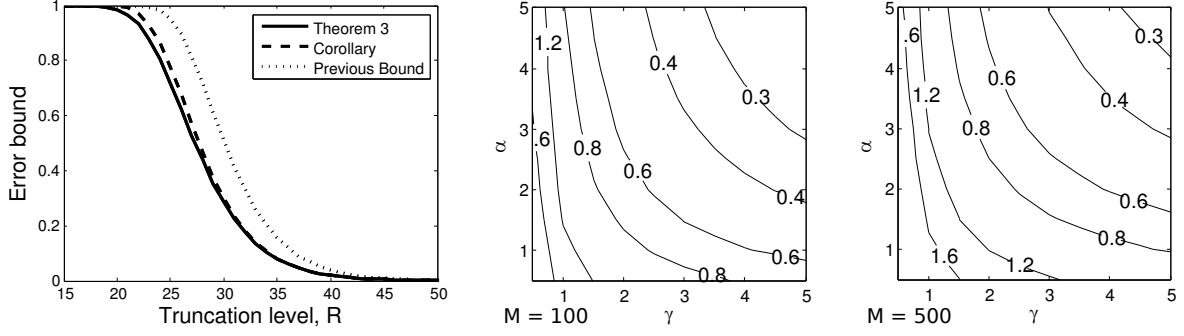 Error bound
1
0.8
0.6
0.4
0.2
0
15 20 25 30 35 40 45 50
Truncation level, R
Theorem 3
Corollary
Previous Bound
α
5
4
3
2
1
1 2 3 4 5
γ
M = 100
1.2
.6
0.8
0.6
0.4
0.3
0.4
0.6
0.8
α
5
4
3
2
1
1 2 3 4 5
γ
M = 500
.6
1.2
0.8
0.6
0.4
0.3
0.6
0.8
1.2
1.6